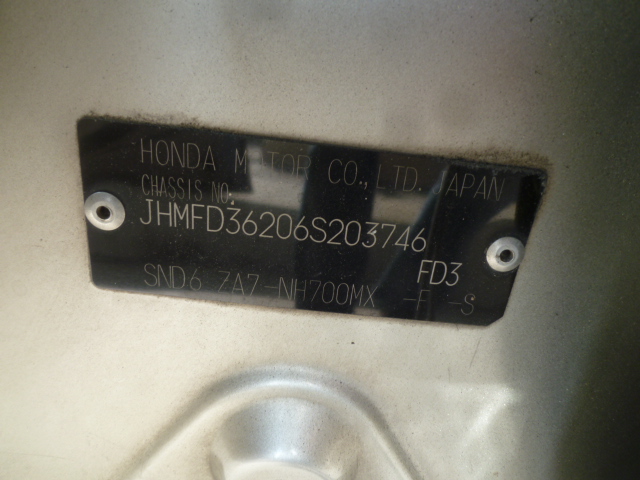 HONDA MOTOR CO., LTD. JAPAN
CHASSIS NO.
JHMFD36206S203746
FD3
SND6 ZA7-NH700MX -F -S